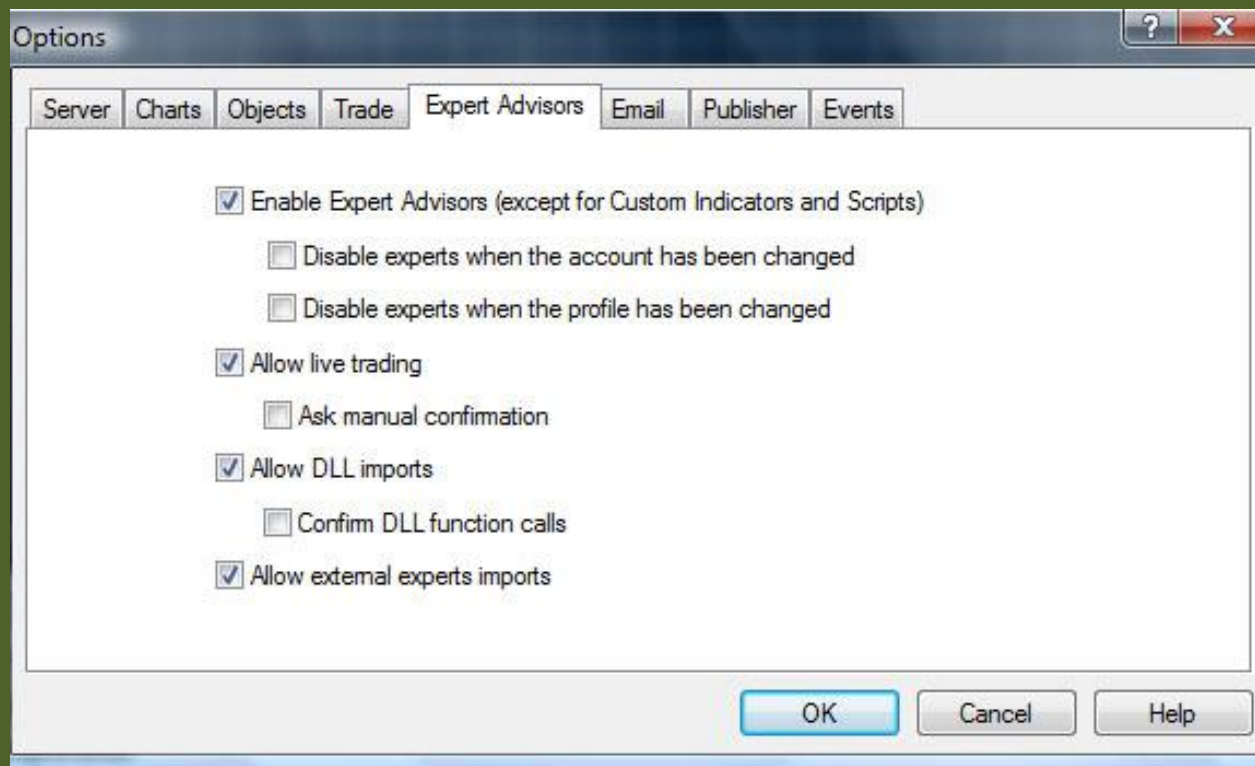 Options
?
X
Server Charts Objects Trade Expert Advisors Email Publisher Events
Enable Expert Advisors (except for Custom Indicators and Scripts)
Disable experts when the account has been changed
Disable experts when the profile has been changed
Allow live trading
Ask manual confirmation
Allow DLL imports
Confirm DLL function calls
Allow external experts imports
OK Cancel Help